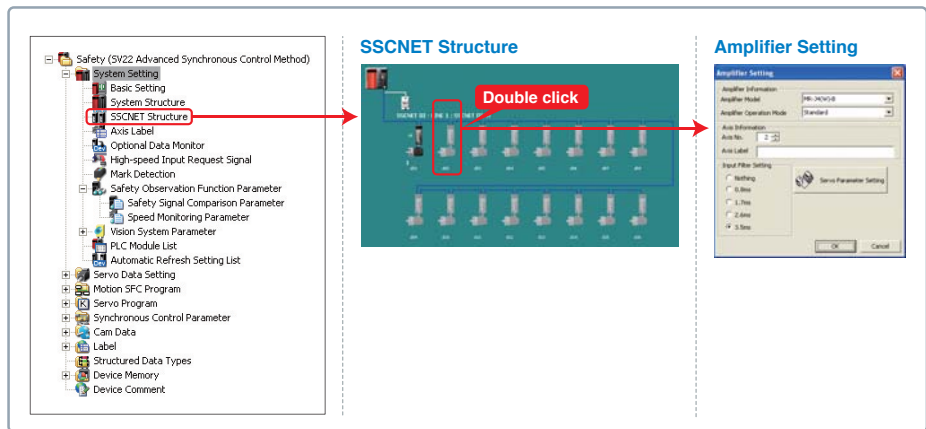 Safety (SV22 Advanced Synchronous Control Method)
System Setting
Basic Setting
System Structure
SSCNET Structure
Axis Label
Optional Data Monitor
High-speed Input Request Signal
Mark Detection
Safety Observation Function Parameter
Safety Signal Comparison Parameter
Speed Monitoring Parameter
Vision System Parameter
PLC Module List
Automatic Refresh Setting List
Servo Data Setting
Motion SFC Program
Servo Program
Synchronous Control Parameter
Cam Data
Label
Structured Data Types
Device Memory
Device Comment
SSCNET Structure
Double click
Amplifier Setting
Amplifier Setting
Amplifier Information
Amplifier Model
MR-J4(W)-B
Amplifier Operation Mode
Standard
Axis Information
Axis No.
2
Axis Label
Input Filter Setting
Nothing
0.8ms
1.7ms
2.6ms
3.5ms
Servo Parameter Setting
OK
Cancel